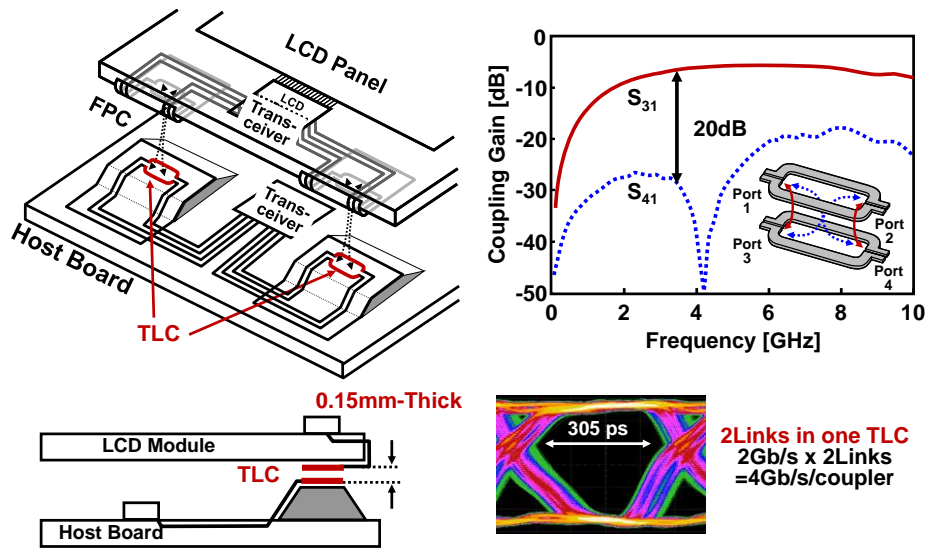 LCD Panel
LCD
Trans-
ceiver
FPC
Trans-
ceiver
Host Board
TLC
0
-10
-20
-30
-40
-50
Coupling Gain [dB]
S31
20dB
S41
Port
1
Port
2
Port
3
Port
4
0
2
4
6
8
10
Frequency [GHz]
0.15mm-Thick
LCD Module
TLC
Host Board
305 ps
2Links in one TLC
2Gb/s x 2Links
=4Gb/s/coupler